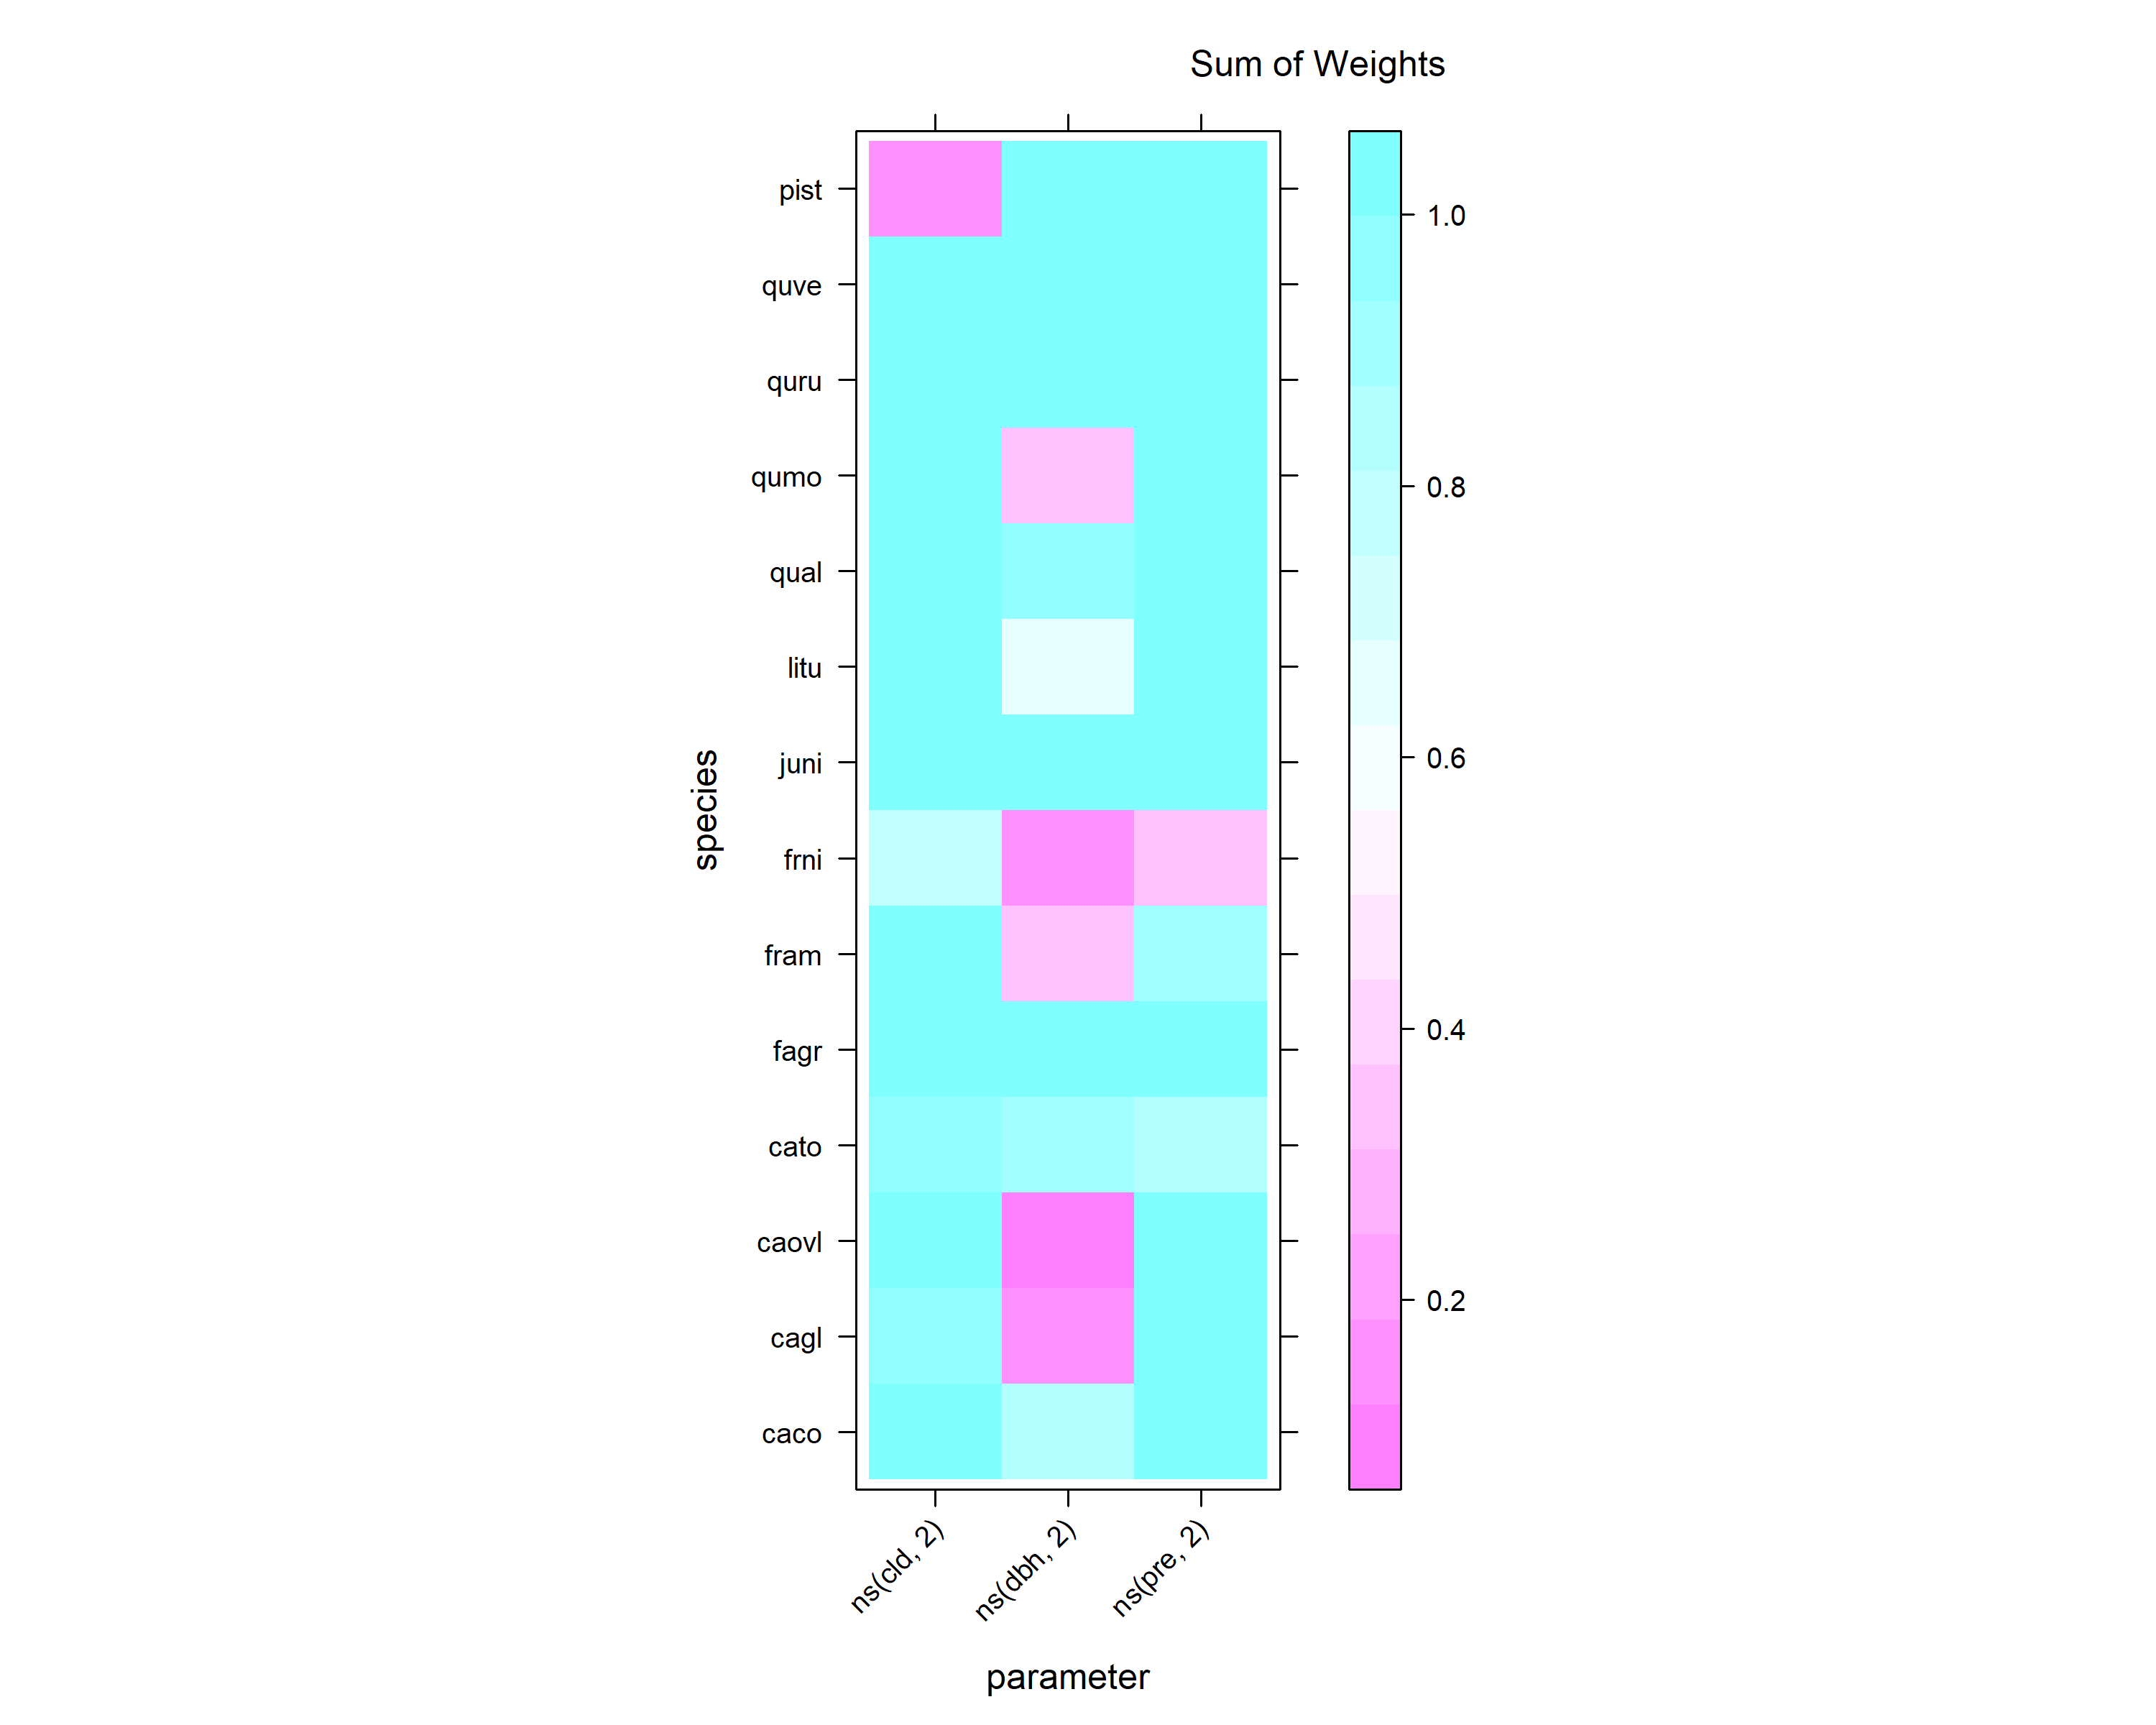 Sum of Weights
pist
quve
quru
qumo
qual
litu
juni
frni
fram
fagr
cato
caovl
cagl
caco
species
1.0
0.8
0.6
0.4
0.2
ns(cld, 2)
ns(dbh, 2)
ns(pre, 2)
parameter